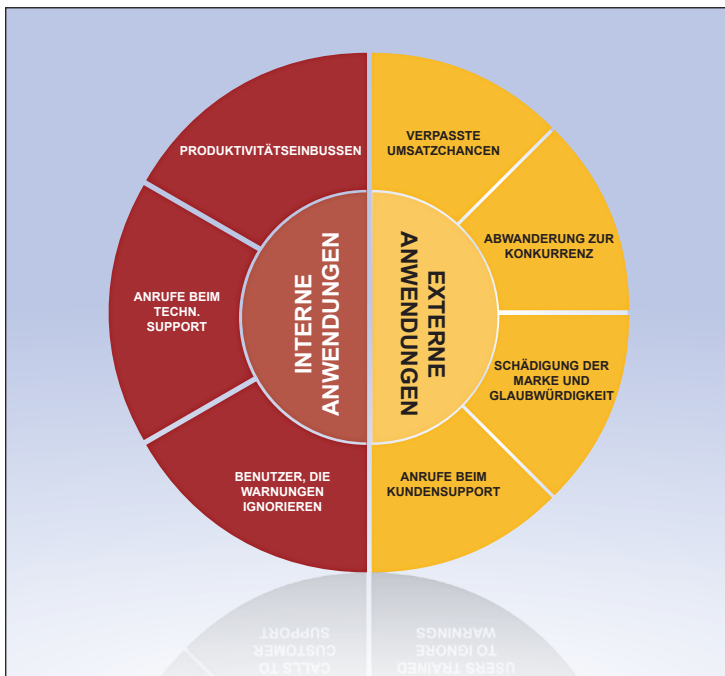 PRODUKTIVITÄTSEINBUSSEN
ANRUFE BEIM
TECHN.
SUPPORT
BENUTZER, DIE
WARNUNGEN
IGNORIEREN
INTERNE
ANWENDUNGEN
EXTERNE
ANWENDUNGEN
VERPASSTE
UMSATZCHANCEN
ABWANDERUNG ZUR
KONKURRENZ
SCHÄDIGUNG DER
MARKE UND
GLAUBWÜRDIGKEIT
ANRUFE BEIM
KUNDENSUPPORT
CALLS TO
CUSTOMER
SUPPORT
USERS TRAINED
TO IGNORE
WARNINGS